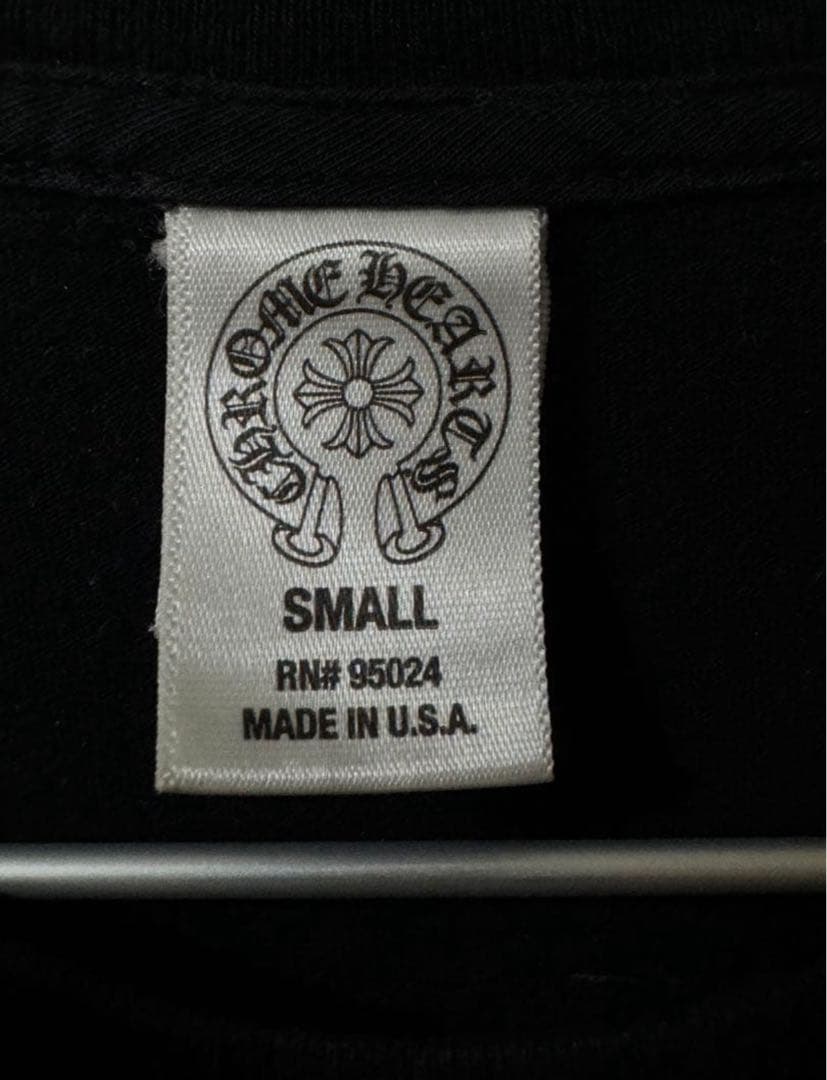 CHROME HEARTS
SMALL
RN# 95024
MADE IN U.S.A.